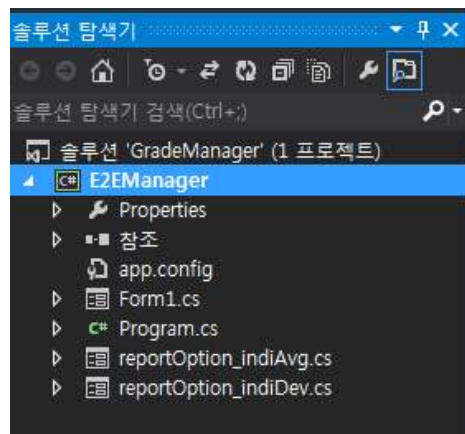 솔루션 탐색기
솔루션 탐색기 검색(Ctrl+;)
솔루션 'GradeManager' (1 프로젝트)
C# E2EManager
Properties
참조
app.config
Form1.cs
C# Program.cs
reportOption_indiAvg.cs
reportOption_indiDev.cs